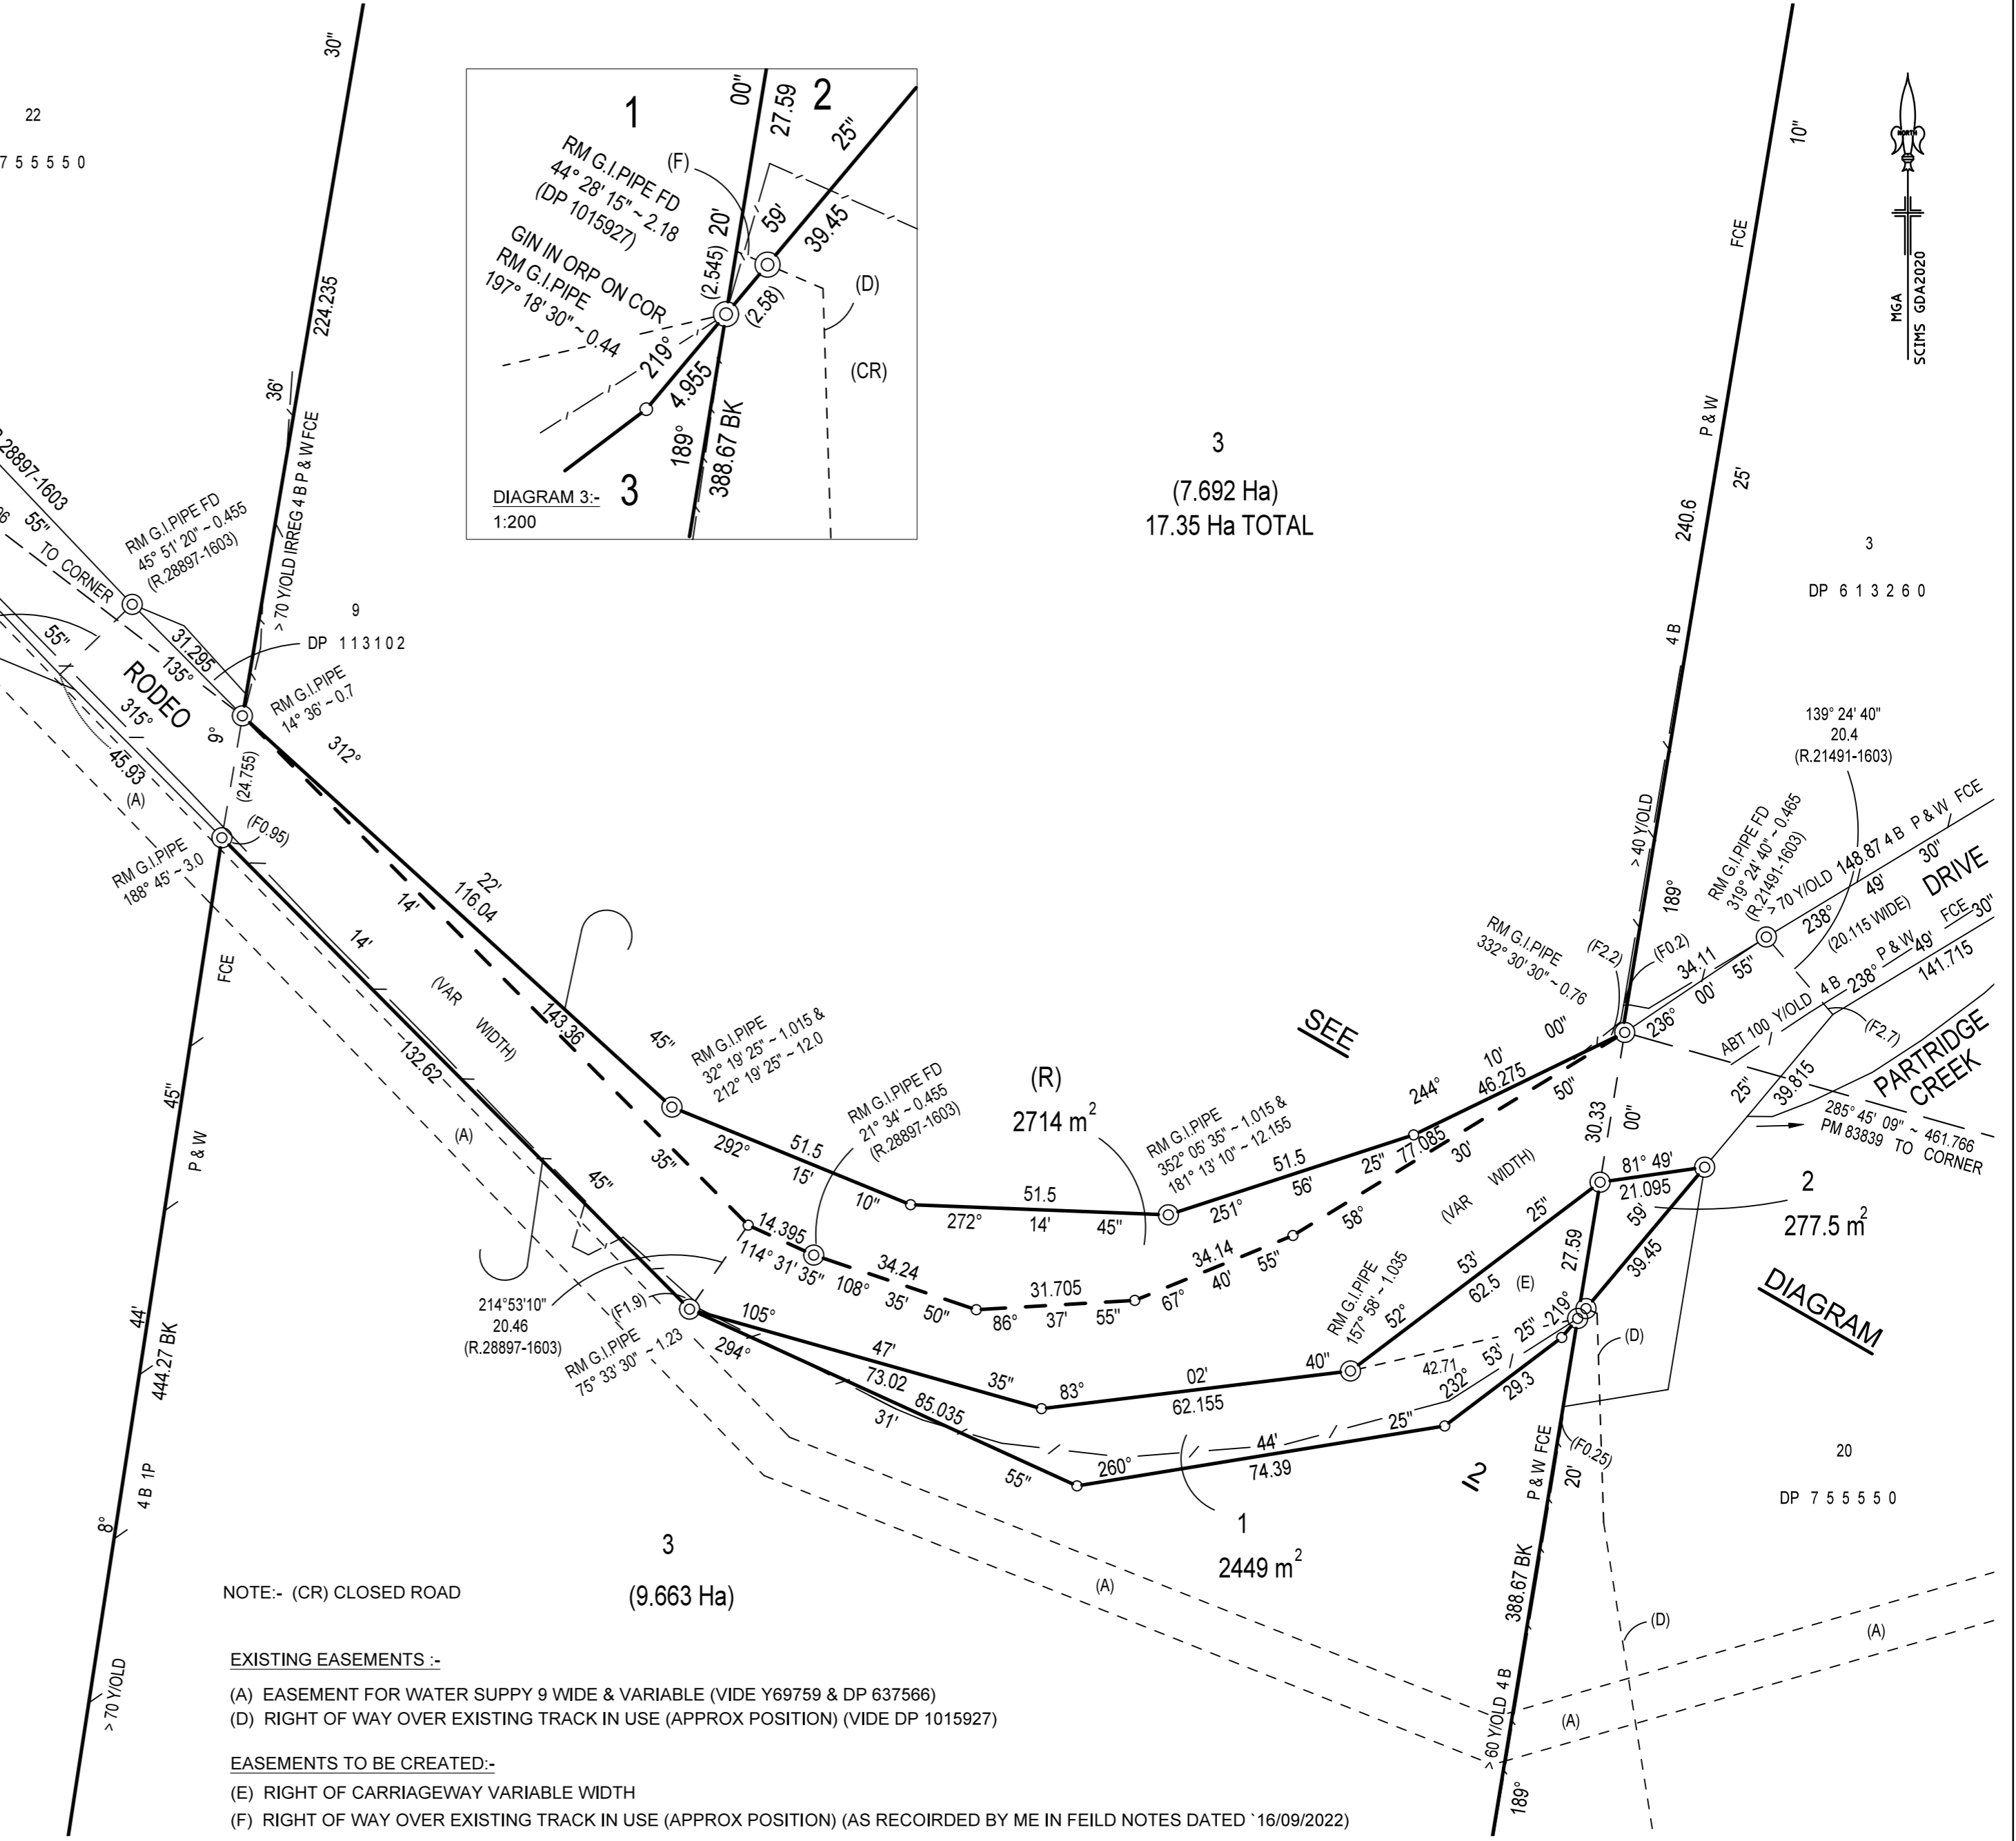 30"
22
7 5 5 5 5 0
224.235
36'
> 70 Y/OLD IRREG 4 B P & W FCE
28897-1603
55"
TO CORNER
RM G.I.PIPE FD
45° 51' 20" ~ 0.455
(R.28897-1603)
9
DP 1 1 3 1 0 2
31.295
135°
55"
RODEO
315°
45.93
(A)
9°
(24.755)
(F0.95)
RM G.I.PIPE
14° 36' ~ 0.7
RM G.I.PIPE
188° 45' ~ 3.0
1
00"
27.59
2
25"
RM G.I.PIPE FD
44° 28' 15" ~ 2.18
(DP 1015927)
(F)
GIN IN ORP ON COR
RM G.I.PIPE
197° 18' 30" ~ 0.44
(2.545)
20'
59'
39.45
(2.58)
(D)
(CR)
219°
4.955
189°
388.67 BK
3
DIAGRAM 3:-
1:200
3
(7.692 Ha)
17.35 Ha TOTAL
10"
FCE
P & W
25'
240.6
4 B
> 40 Y/OLD
189°
NORTH
MGA
SCIMS GDA2020
3
DP 6 1 3 2 6 0
139° 24' 40"
20.4
(R.21491-1603)
RM G.I.PIPE FD
319° 24' 40" ~ 0.465
(R.21491-1603)
> 70 Y/OLD 148.87 4 B P & W FCE
238°
49'
30"
DRIVE
(20.115 WIDE)
ABT 100 Y/OLD 4 B P & W FCE
238°
49'
30"
141.715
(F2.7)
PARTRIDGE
CREEK
285° 45' 09" ~ 461.766
PM 83839 TO CORNER
34.11
236°
00'
55"
(F2.2)
(F0.2)
RM G.I.PIPE
332° 30' 30" ~ 0.76
25"
39.815
312°
22'
116.04
45"
14'
143.36
35"
(VAR WIDTH)
14'
132.62
45"
(A)
RM G.I.PIPE
32° 19' 25" ~ 1.015 &
212° 19' 25" ~ 12.0
292°
51.5
15'
10"
RM G.I.PIPE FD
21° 34' ~ 0.455
(R.28897-1603)
272°
51.5
14'
45"
(R)
2714 m2
SEE
RM G.I.PIPE
352° 05' 35" ~ 1.015 &
181° 13' 10" ~ 12.155
251°
51.5
56'
25"
244°
10'
46.275
00"
77.085
58°
30'
50"
(VAR WIDTH)
14.395
114° 31' 35"
34.24
108°
35'
50"
31.705
86°
37'
55"
34.14
67°
40'
55"
30.33
00"
81° 49'
21.095
2
277.5 m2
59'
39.45
27.59
219°
25"
DIAGRAM
2
RM G.I.PIPE
157° 58' ~ 1.035
52°
53'
62.5
25"
(E)
42.71
232°
53'
29.3
(D)
214°53'10"
20.46
(R.28897-1603)
(F1.9)
RM G.I.PIPE
75° 33' 30" ~ 1.23
105°
47'
73.02
35"
294°
31'
85.035
55"
83°
02'
62.155
40"
260°
44'
74.39
25"
1
2449 m2
P & W FCE
20'
(F0.25)
20
DP 7 5 5 5 5 0
388.67 BK
> 60 Y/OLD 4 B
189°
(D)
(A)
(A)
(A)
FCE
P & W
45"
44'
444.27 BK
4 B 1P
8°
> 70 Y/OLD
3
(9.663 Ha)
NOTE:- (CR) CLOSED ROAD
EXISTING EASEMENTS :-
(A) EASEMENT FOR WATER SUPPY 9 WIDE & VARIABLE (VIDE Y69759 & DP 637566)
(D) RIGHT OF WAY OVER EXISTING TRACK IN USE (APPROX POSITION) (VIDE DP 1015927)
EASEMENTS TO BE CREATED:-
(E) RIGHT OF CARRIAGEWAY VARIABLE WIDTH
(F) RIGHT OF WAY OVER EXISTING TRACK IN USE (APPROX POSITION) (AS RECOIRDED BY ME IN FEILD NOTES DATED `16/09/2022)